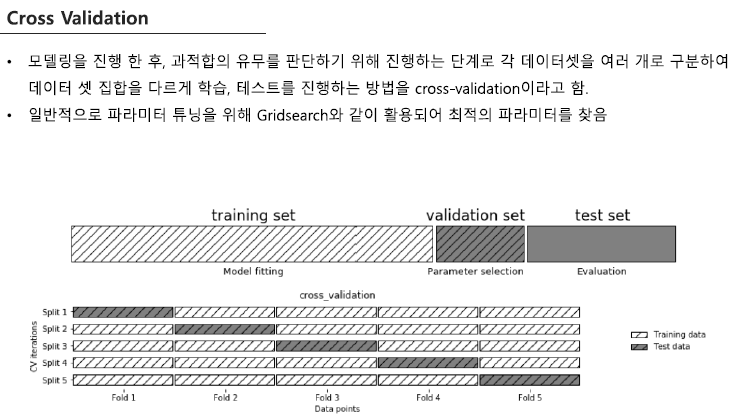 Cross Validation
• 모델링을 진행 한 후, 과적합의 유무를 판단하기 위해 진행하는 단계로 각 데이터셋을 여러 개로 구분하여
데이터 셋 집합을 다르게 학습, 테스트를 진행하는 방법을 cross-validation이라고 함.
• 일반적으로 파라미터 튜닝을 위해 Gridsearch와 같이 활용되어 최적의 파라미터를 찾음
training set validation set test set
Model fitting Parameter selection Evaluation
cross_validation
CV iterations
Split 1
Split 2
Split 3
Split 4
Split 5
Training data
Test data
Fold 1 Fold 2 Fold 3 Fold 4 Fold 5
Data points